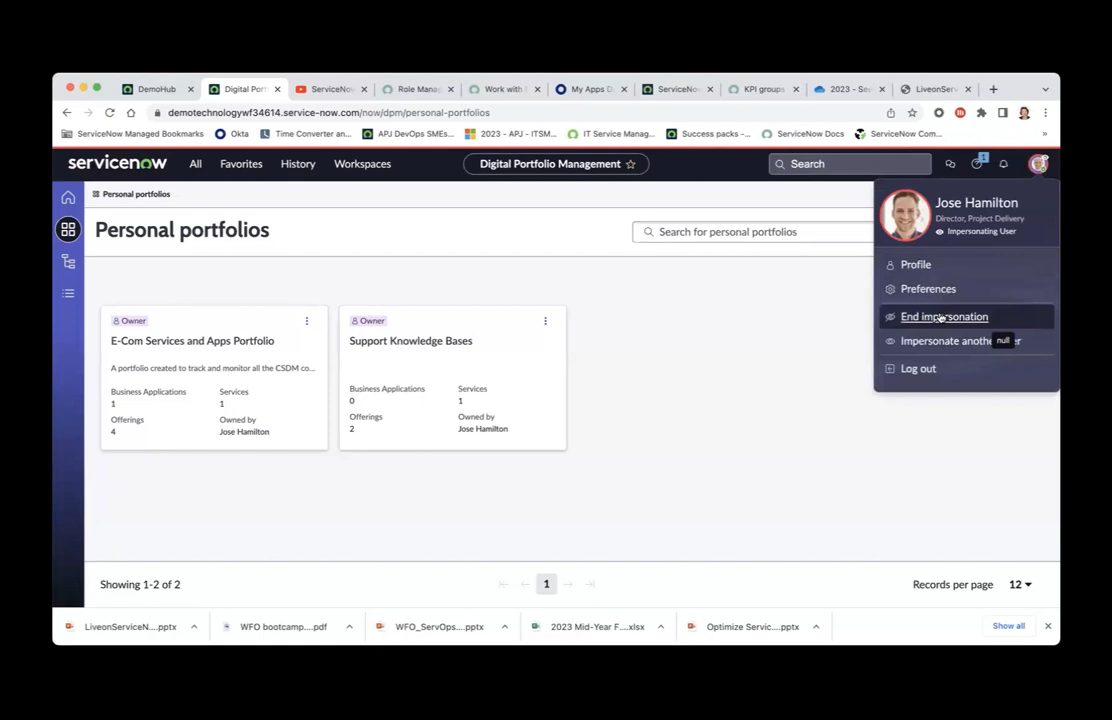 DemoHub
Digital Portf
ServiceNow
Role Manag
Work with
My Apps D
ServiceNow
KPI groups
2023 - Ses
LiveonServ
demotechnologywf34614.service-now.com/now/dpm/personal-portfolios
ServiceNow Managed Bookmarks
Okta
Time Converter an...
APJ DevOps SMEs...
2023 - APJ - ITSM...
IT Service Manag...
Success packs -...
ServiceNow Docs
ServiceNow Com...
»
servicenow
All
Favorites
History
Workspaces
Digital Portfolio Management
Search
1
Personal portfolios
Jose Hamilton
Director, Project Delivery
Impersonating User
Personal portfolios
Search for personal portfolios
Profile
Preferences
End impersonation
Impersonate anothe
r
null
Log out
Owner
E-Com Services and Apps Portfolio
A portfolio created to track and monitor all the CSDM co...
Business Applications
Services
1
1
Offerings
Owned by
4
Jose Hamilton
Owner
Support Knowledge Bases
Business Applications
Services
0
1
Offerings
Owned by
2
Jose Hamilton
Showing 1-2 of 2
1
Records per page
12
LiveonServiceN....pptx
WFO bootcamp....pdf
WFO_ServOps....pptx
2023 Mid-Year F....xlsx
Optimize Servic....pptx
Show all